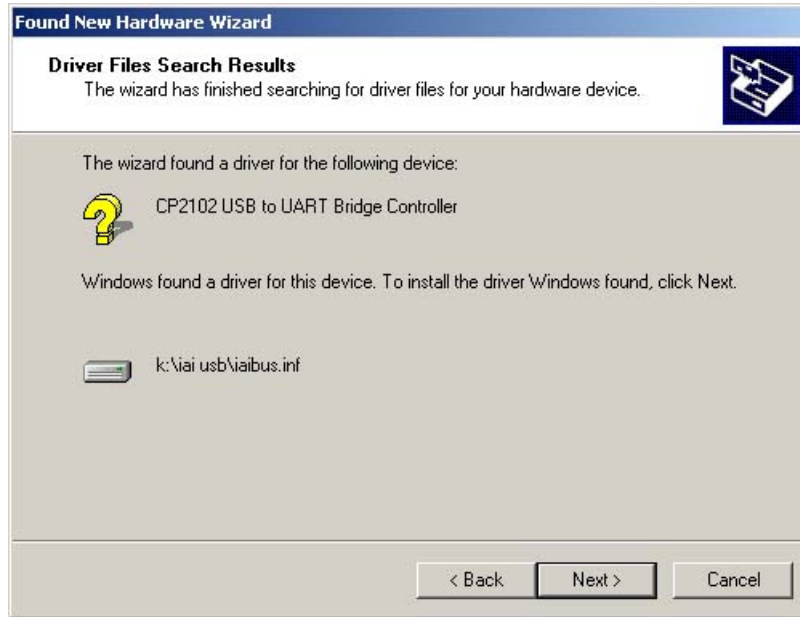 Found New Hardware Wizard
Driver Files Search Results
The wizard has finished searching for driver files for your hardware device.
The wizard found a driver for the following device:
CP2102 USB to UART Bridge Controller
Windows found a driver for this device. To install the driver Windows found, click Next.
k:\iai usb\iaibus.inf
< Back Next > Cancel